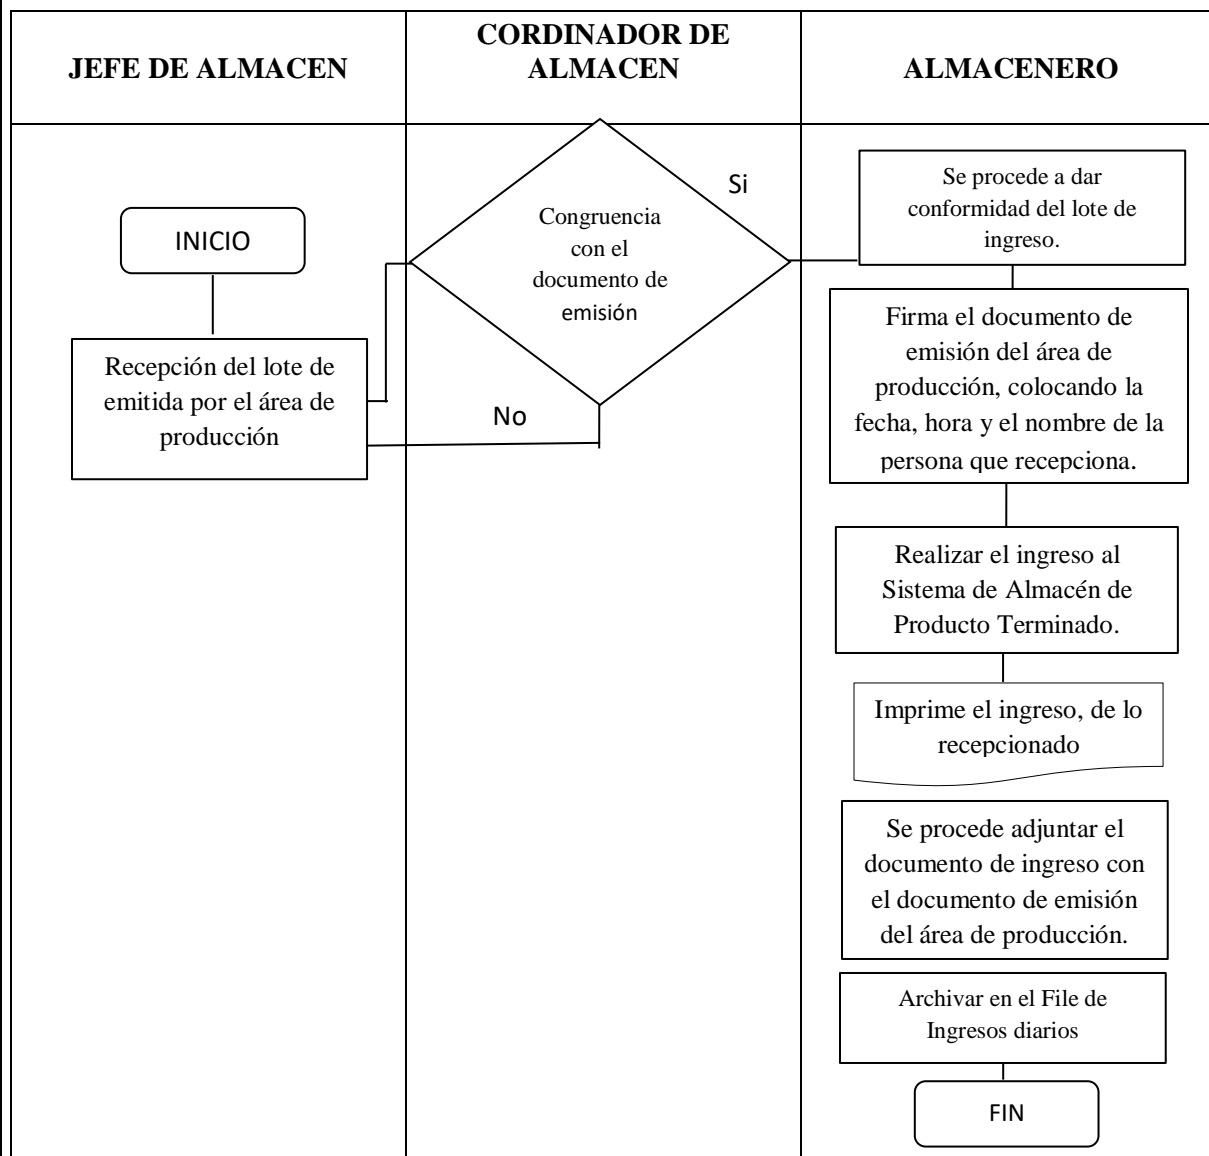 JEFE DE ALMACEN
CORDINADOR DE
ALMACEN
ALMACENERO
INICIO
Recepción del lote de
emitida por el área de
producción
Congruencia
con el
documento de
emisión
Si
No
Se procede a dar
conformidad del lote de
ingreso.
Firma el documento de
emisión del área de
producción, colocando la
fecha, hora y el nombre de la
persona que recepciona.
Realizar el ingreso al
Sistema de Almacén de
Producto Terminado.
Imprime el ingreso, de lo
recepcionado
Se procede adjuntar el
documento de ingreso con
el documento de emisión
del área de producción.
Archivar en el File de
Ingresos diarios
FIN